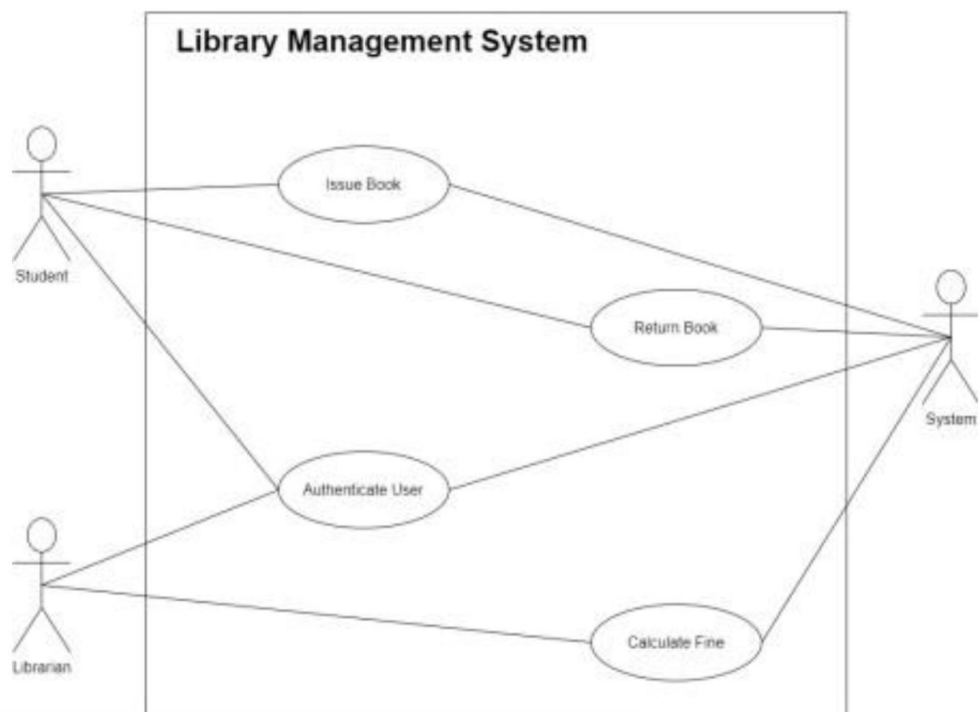 Library Management System
Issue Book
Student
Return Book
System
Authenticate User
Librarian
Calculate Fine